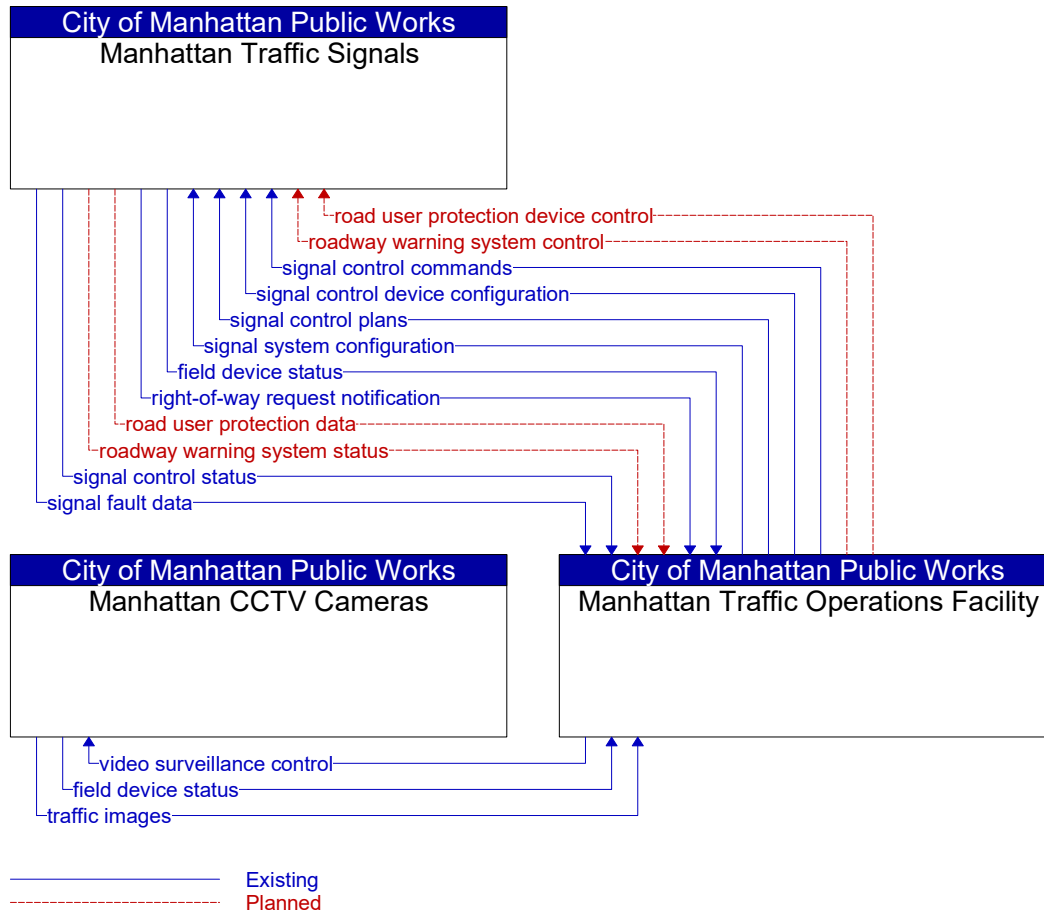 City of Manhattan Public Works
Manhattan Traffic Signals
road user protection device control
roadway warning system control
signal control commands
signal control device configuration
signal control plans
signal system configuration
field device status
right-of-way request notification
road user protection data
roadway warning system status
signal control status
signal fault data
City of Manhattan Public Works
Manhattan CCTV Cameras
City of Manhattan Public Works
Manhattan Traffic Operations Facility
video surveillance control
field device status
traffic images
Existing
Planned